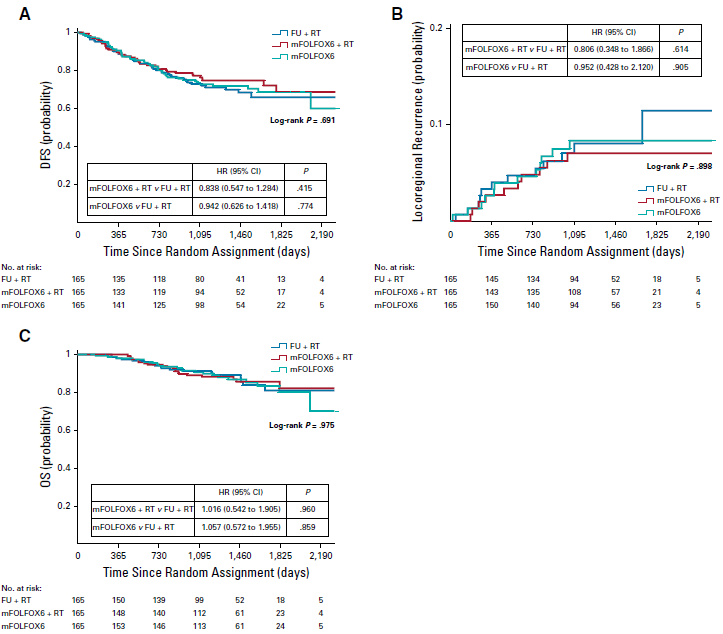 A
DFS (probability)
1
0.8
0.6
0.4
0.2
FU + RT
mFOLFOX6 + RT
mFOLFOX6
Log-rank P = .691
HR (95% CI) P
mFOLFOX6 + RT v FU + RT 0.838 (0.547 to 1.284) .415
mFOLFOX6 v FU + RT 0.942 (0.626 to 1.418) .774
0 365 730 1,095 1,460 1,825 2,190
Time Since Random Assignment (days)
No. at risk:
FU + RT 165 135 118 80 41 13 4
mFOLFOX6 + RT 165 133 119 94 52 17 4
mFOLFOX6 165 141 125 98 54 22 5
B
Locoregional Recurrence (probability)
0.2
0.1
HR (95% CI) P
mFOLFOX6 + RT v FU + RT 0.806 (0.348 to 1.866) .614
mFOLFOX6 v FU + RT 0.952 (0.428 to 2.120) .905
Log-rank P = .898
FU + RT
mFOLFOX6 + RT
mFOLFOX6
0 365 730 1,095 1,460 1,825 2,190
Time Since Random Assignment (days)
No. at risk:
FU + RT 165 145 134 94 52 18 5
mFOLFOX6 + RT 165 143 135 108 57 21 4
mFOLFOX6 165 150 140 94 56 23 5
C
OS (probability)
1
0.8
0.6
0.4
0.2
FU + RT
mFOLFOX6 + RT
mFOLFOX6
Log-rank P = .975
HR (95% CI) P
mFOLFOX6 + RT v FU + RT 1.016 (0.542 to 1.905) .960
mFOLFOX6 v FU + RT 1.057 (0.572 to 1.955) .859
0 365 730 1,095 1,460 1,825 2,190
Time Since Random Assignment (days)
No. at risk:
FU + RT 165 150 139 99 52 18 5
mFOLFOX6 + RT 165 148 140 112 61 23 4
mFOLFOX6 165 153 146 113 61 24 5